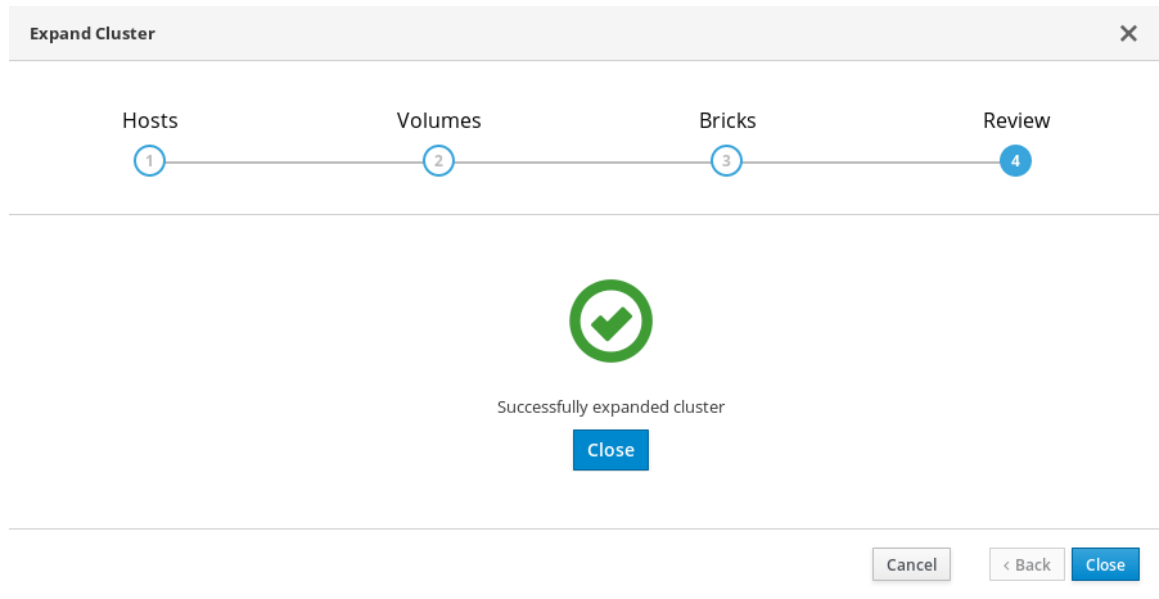 Expand Cluster
Hosts Volumes Bricks Review
1 2 3 4
Successfully expanded cluster
Close
Cancel < Back Close